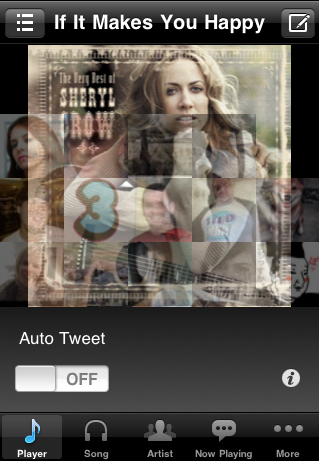 If It Makes You Happy
The Very Best of
SHERYL
CROW
3
Auto Tweet
OFF
Player
Song
Artist
Now Playing
More